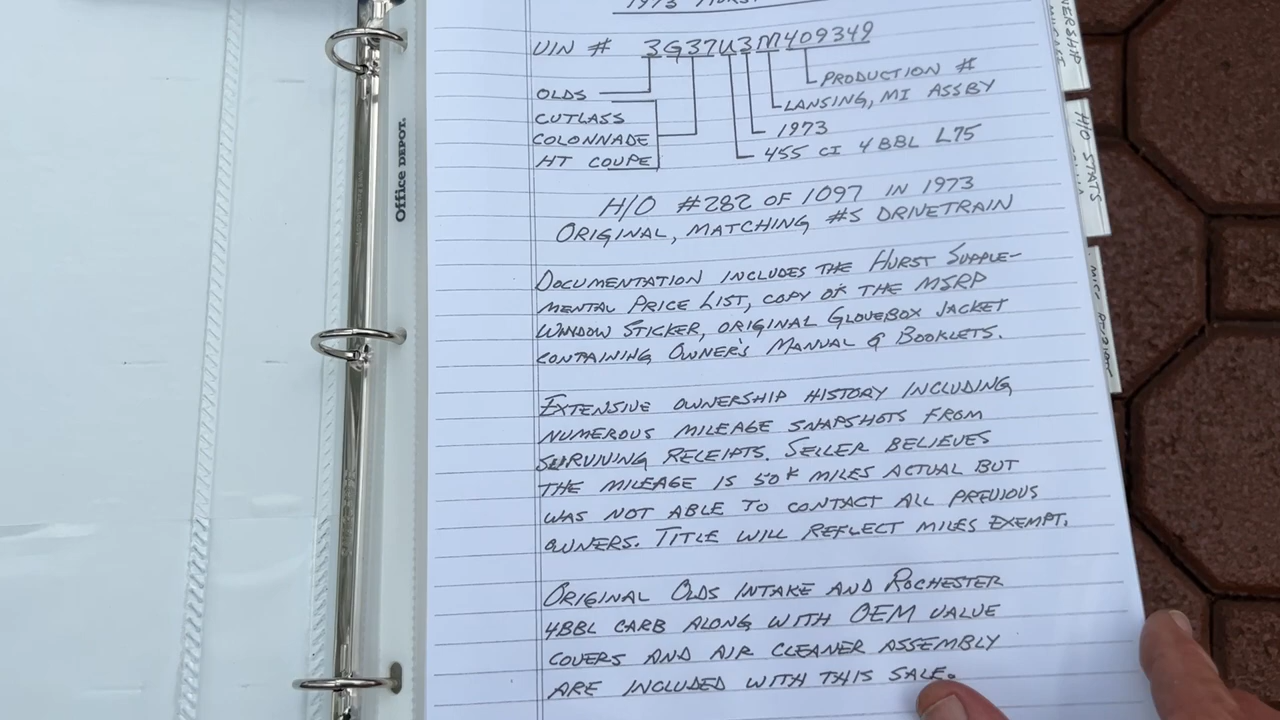 1973 HURST
VIN # 3G37U3M409349
PRODUCTION #
OLDS
LANSING, MI ASSBY
CUTLASS
1973
COLONNADE
455 CI 4 BBL L75
HT COUPE
H/O #282 OF 1097 IN 1973
ORIGINAL, MATCHING #S DRIVETRAIN
DOCUMENTATION INCLUDES THE HURST SUPPLE-
MENTAL PRICE LIST, COPY OF THE MSRP
WINDOW STICKER, ORIGINAL GLOVEBOX JACKET
CONTAINING OWNER'S MANUAL & BOOKLETS.
EXTENSIVE OWNERSHIP HISTORY INCLUDING
NUMEROUS MILEAGE SNAPSHOTS FROM
SURVIVING RECEIPTS. SELLER BELIEVES
THE MILEAGE IS 50K MILES ACTUAL BUT
WAS NOT ABLE TO CONTACT ALL PREVIOUS
OWNERS. TITLE WILL REFLECT MILES EXEMPT.
ORIGINAL OLDS INTAKE AND ROCHESTER
4BBL CARB ALONG WITH OEM VALVE
COVERS AND AIR CLEANER ASSEMBLY
ARE INCLUDED WITH THIS SALE.
Office DEPOT.
H/O STATS